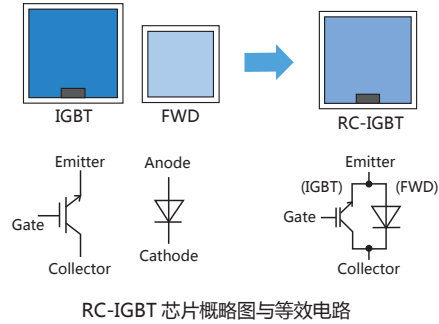 IGBT
FWD
RC-IGBT
Emitter
Gate
Collector
Anode
Cathode
Emitter
(IGBT)
(FWD)
Gate
Collector
RC-IGBT 芯片概略图与等效电路